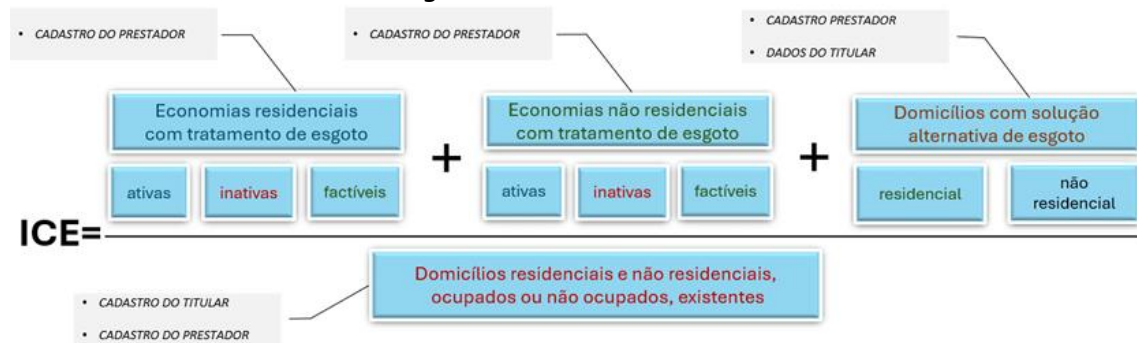 • CADASTRO DO PRESTADOR
• CADASTRO DO PRESTADOR
• CADASTRO PRESTADOR
• DADOS DO TITULAR
Economias residenciais
com tratamento de esgoto
+
Economias não residenciais
com tratamento de esgoto
+
Domicílios com solução
alternativa de esgoto
ativas
inativas
factíveis
ativas
inativas
factíveis
residencial
não
residencial
ICE=
Domicílios residenciais e não residenciais,
ocupados ou não ocupados, existentes
• CADASTRO DO TITULAR
• CADASTRO DO PRESTADOR